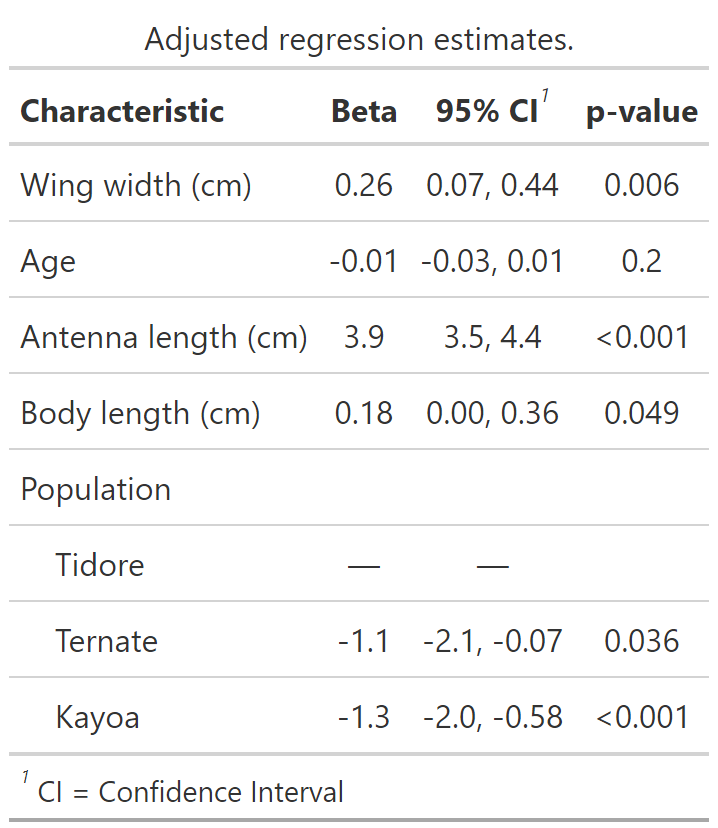 Adjusted regression estimates.
Characteristic Beta 95% CI1 p-value
Wing width (cm) 0.26 0.07, 0.44 0.006
Age -0.01 -0.03, 0.01 0.2
Antenna length (cm) 3.9 3.5, 4.4 <0.001
Body length (cm) 0.18 0.00, 0.36 0.049
Population
Tidore — —
Ternate -1.1 -2.1, -0.07 0.036
Kayoa -1.3 -2.0, -0.58 <0.001
1 CI = Confidence Interval